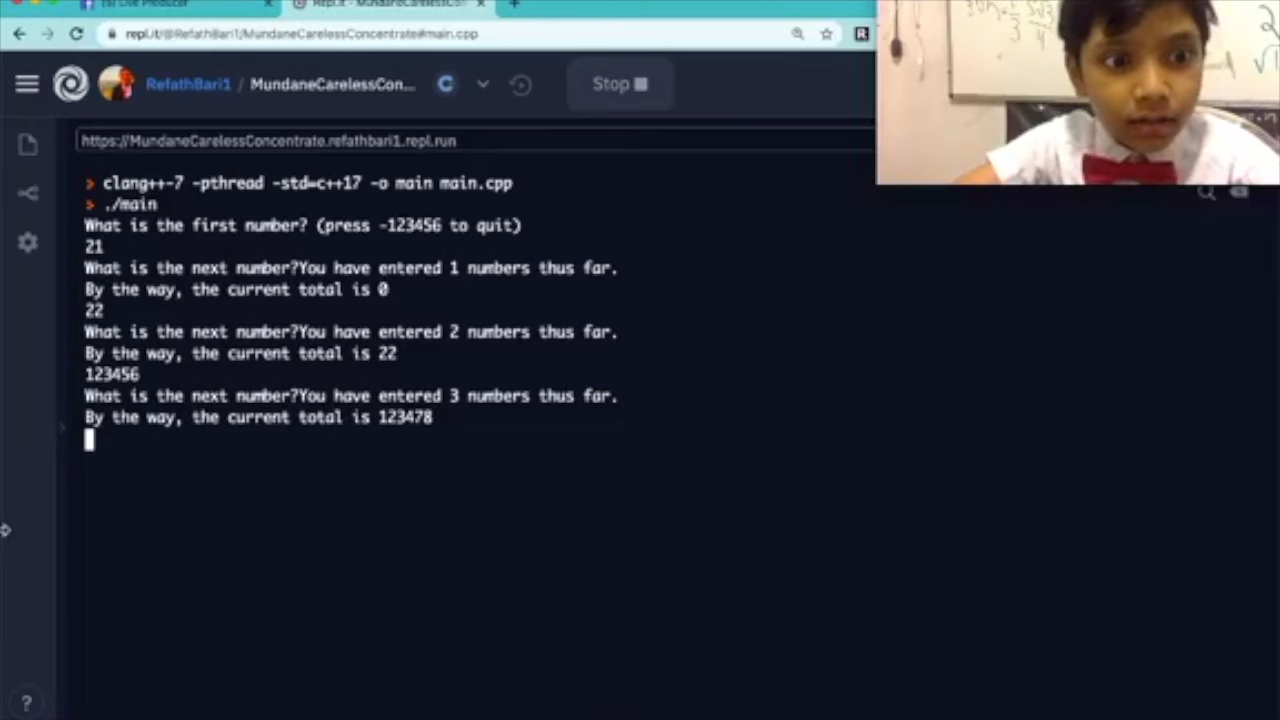 (S) Live Producer
Repl.it - MundaneCarelessCon
repl.it/@RefathBari1/MundaneCarelessConcentrate#main.cpp
R
RefathBari1 / MundaneCarelessCon...
Stop
https://MundaneCarelessConcentrate.refathbari1.repl.run
> clang++-7 -pthread -std=c++17 -o main main.cpp
> ./main
What is the first number? (press -123456 to quit)
21
What is the next number?You have entered 1 numbers thus far.
By the way, the current total is 0
22
What is the next number?You have entered 2 numbers thus far.
By the way, the current total is 22
123456
What is the next number?You have entered 3 numbers thus far.
By the way, the current total is 123478
?